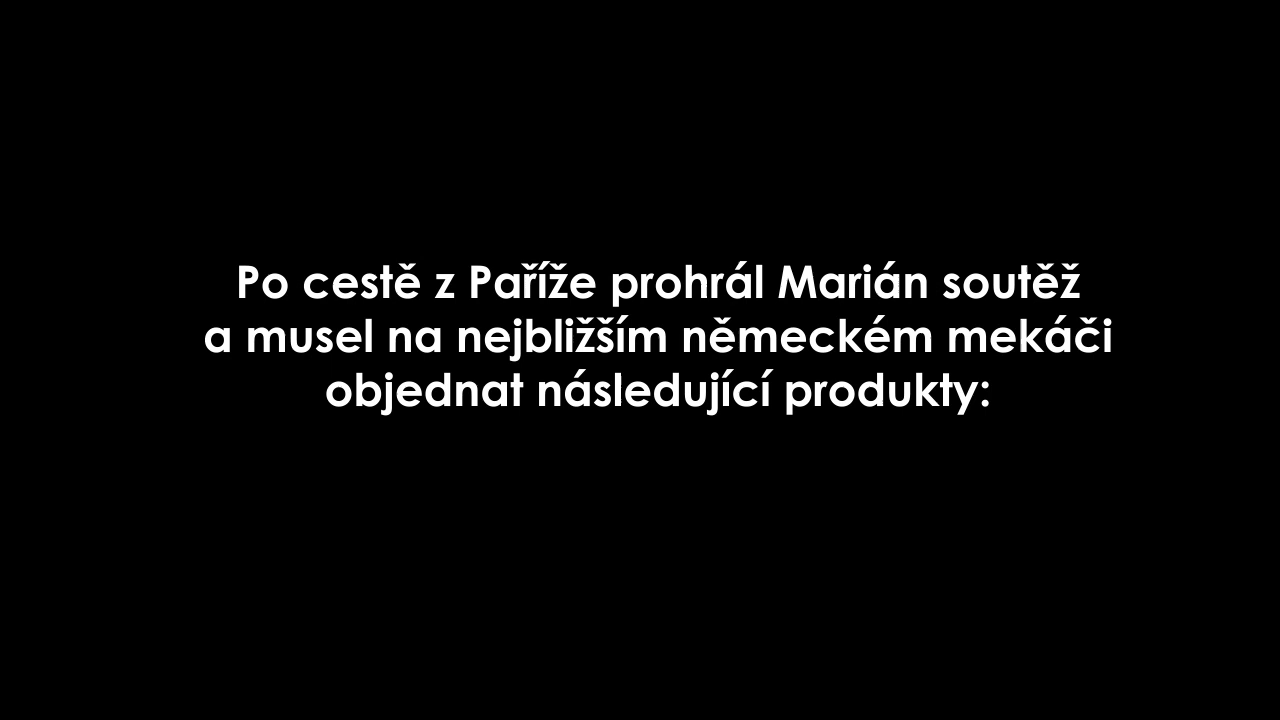 Po cestě z Paříže prohrál Marián soutěž
a musel na nejbližším německém mekáči
objednat následující produkty: